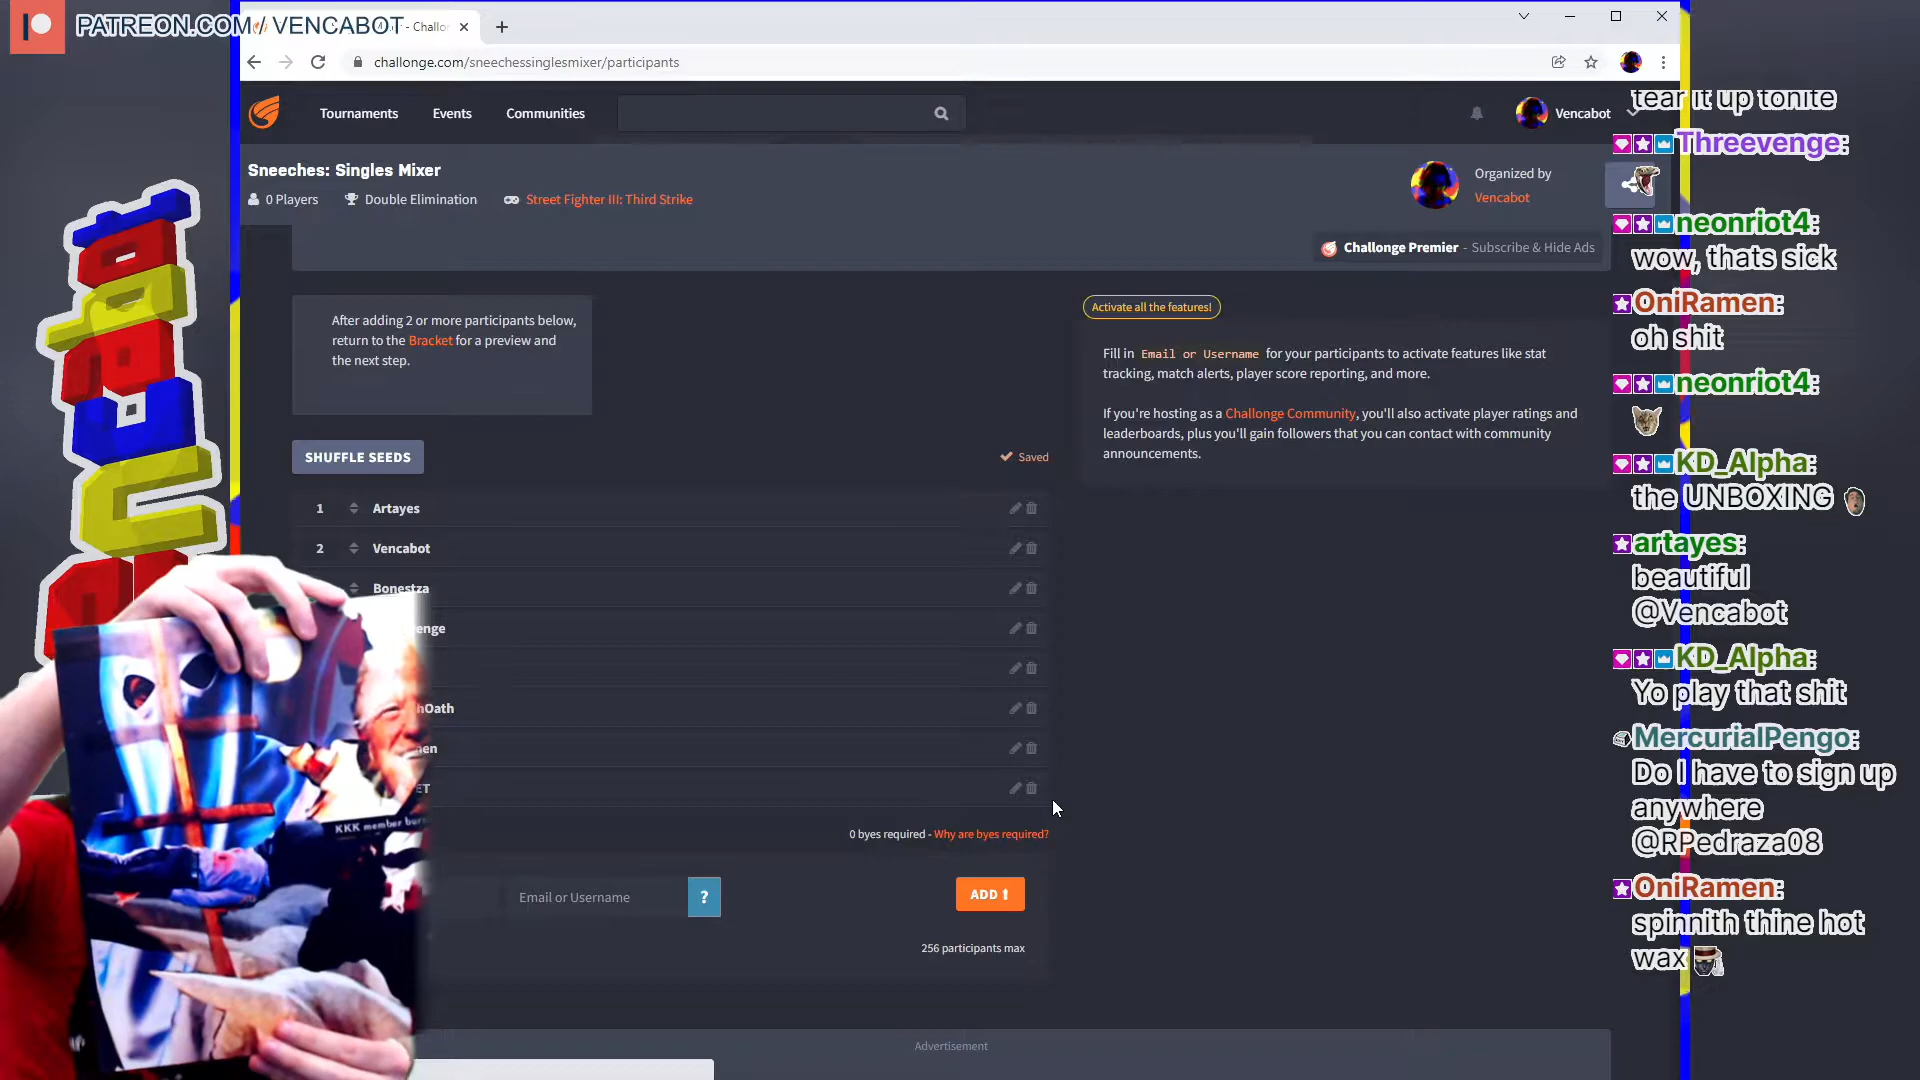 PATREON.COM / VENCABOT
- Challo
challonge.com/sneechessinglesmixer/participants
Tournaments
Events
Communities
Vencabot
Sneeches: Singles Mixer
0 Players
Double Elimination
Street Fighter III: Third Strike
Organized by
Vencabot
Challonge Premier - Subscribe & Hide Ads
After adding 2 or more participants below,
return to the Bracket for a preview and
the next step.
Activate all the features!
Fill in Email or Username for your participants to activate features like stat
tracking, match alerts, player score reporting, and more.
If you're hosting as a Challonge Community, you'll also activate player ratings and
leaderboards, plus you'll gain followers that you can contact with community
announcements.
SHUFFLE SEEDS
Saved
1 Artayes
2 Vencabot
Bonestza
enge
hOath
men
ET
KKK member
0 byes required - Why are byes required?
Email or Username
?
ADD
256 participants max
Advertisement
tear it up tonite
Threevenge:
neonriot4:
wow, thats sick
OniRamen:
oh shit
neonriot4:
KD_Alpha:
the UNBOXING
artayes:
beautiful
@Vencabot
KD_Alpha:
Yo play that shit
MercurialPengo:
Do I have to sign up
anywhere
@RPedraza08
OniRamen:
spinnith thine hot
wax